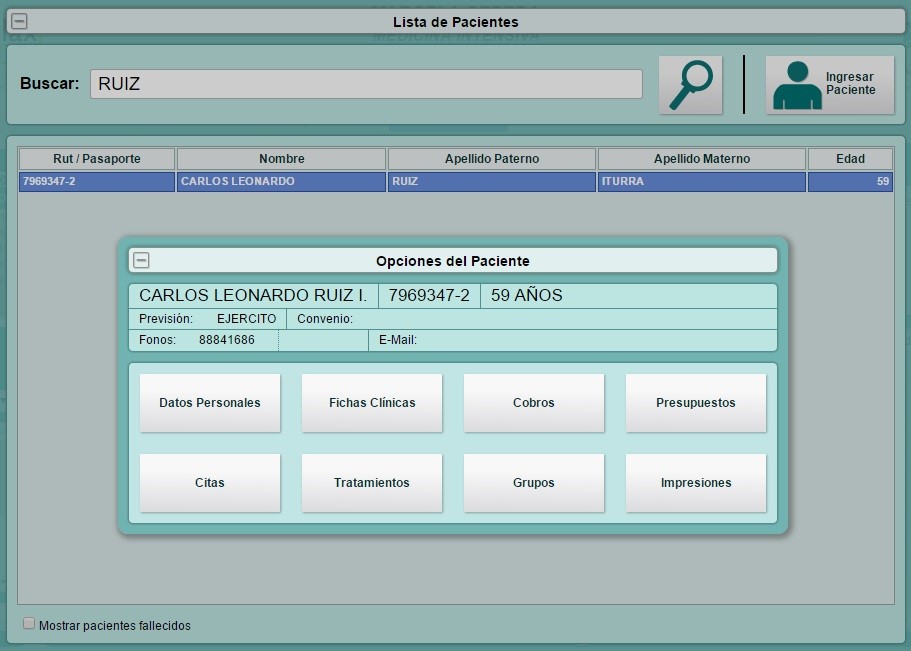 Lista de Pacientes
MEDICINA INTENSIVA
Buscar: RUIZ
Ingresar
Paciente
Rut / Pasaporte Nombre Apellido Paterno Apellido Materno Edad
7969347-2 CARLOS LEONARDO RUIZ ITURRA 59
Opciones del Paciente
CARLOS LEONARDO RUIZ I. 7969347-2 59 AÑOS
Previsión: EJERCITO Convenio:
Fonos: 88841686 E-Mail:
Datos Personales Fichas Clínicas Cobros Presupuestos
Citas Tratamientos Grupos Impresiones
Mostrar pacientes fallecidos